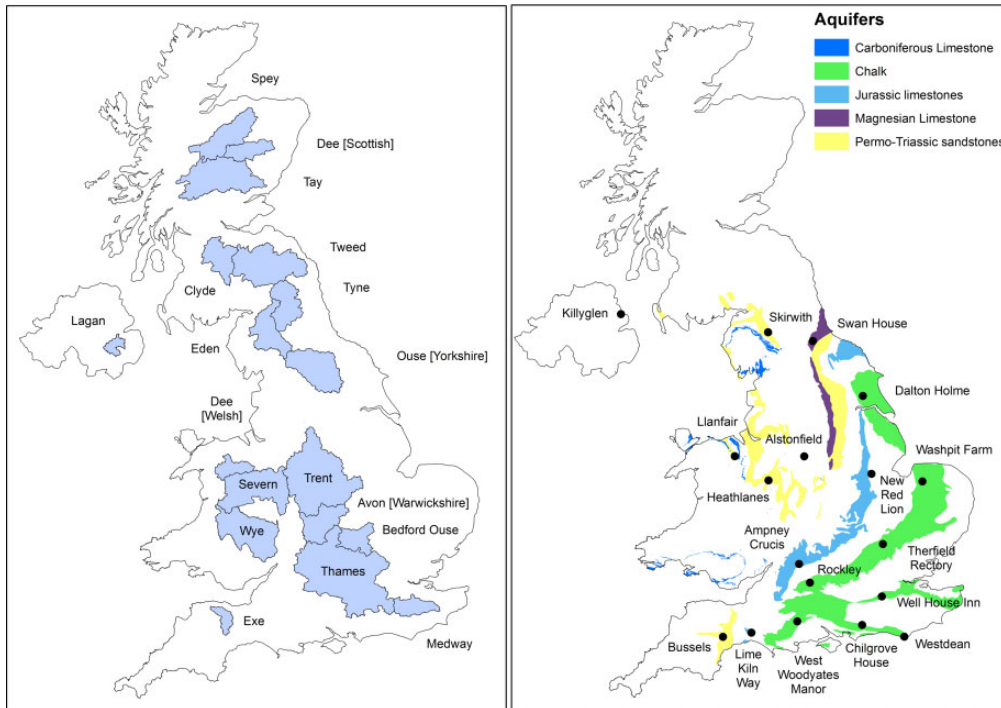 Spey
Dee [Scottish]
Tay
Tweed
Tyne
Clyde
Lagan
Eden
Ouse [Yorkshire]
Dee
[Welsh]
Severn
Trent
Avon [Warwickshire]
Bedford Ouse
Wye
Thames
Exe
Medway
Aquifers
Carboniferous Limestone
Chalk
Jurassic limestones
Magnesian Limestone
Permo-Triassic sandstones
Killyglen
Skirwith
Swan House
Dalton Holme
Llanfair
Alstonfield
Washpit Farm
Heathlanes
New
Red
Lion
Ampney
Crucis
Therfield
Rectory
Rockley
Well House Inn
Bussels
Lime
Kiln
Way
West
Woodyates
Manor
Chilgrove
House
Westdean